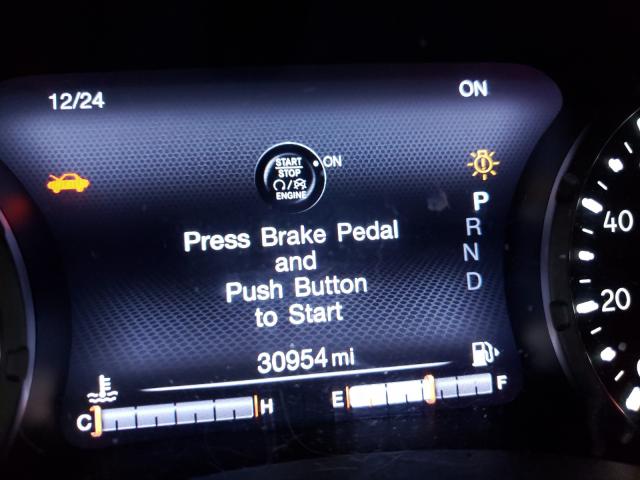 12/24 ON
START
STOP
ENGINE
ON
Press Brake Pedal
and
Push Button
to Start
P
R
N
D
30954 mi
C H
E F
40
20